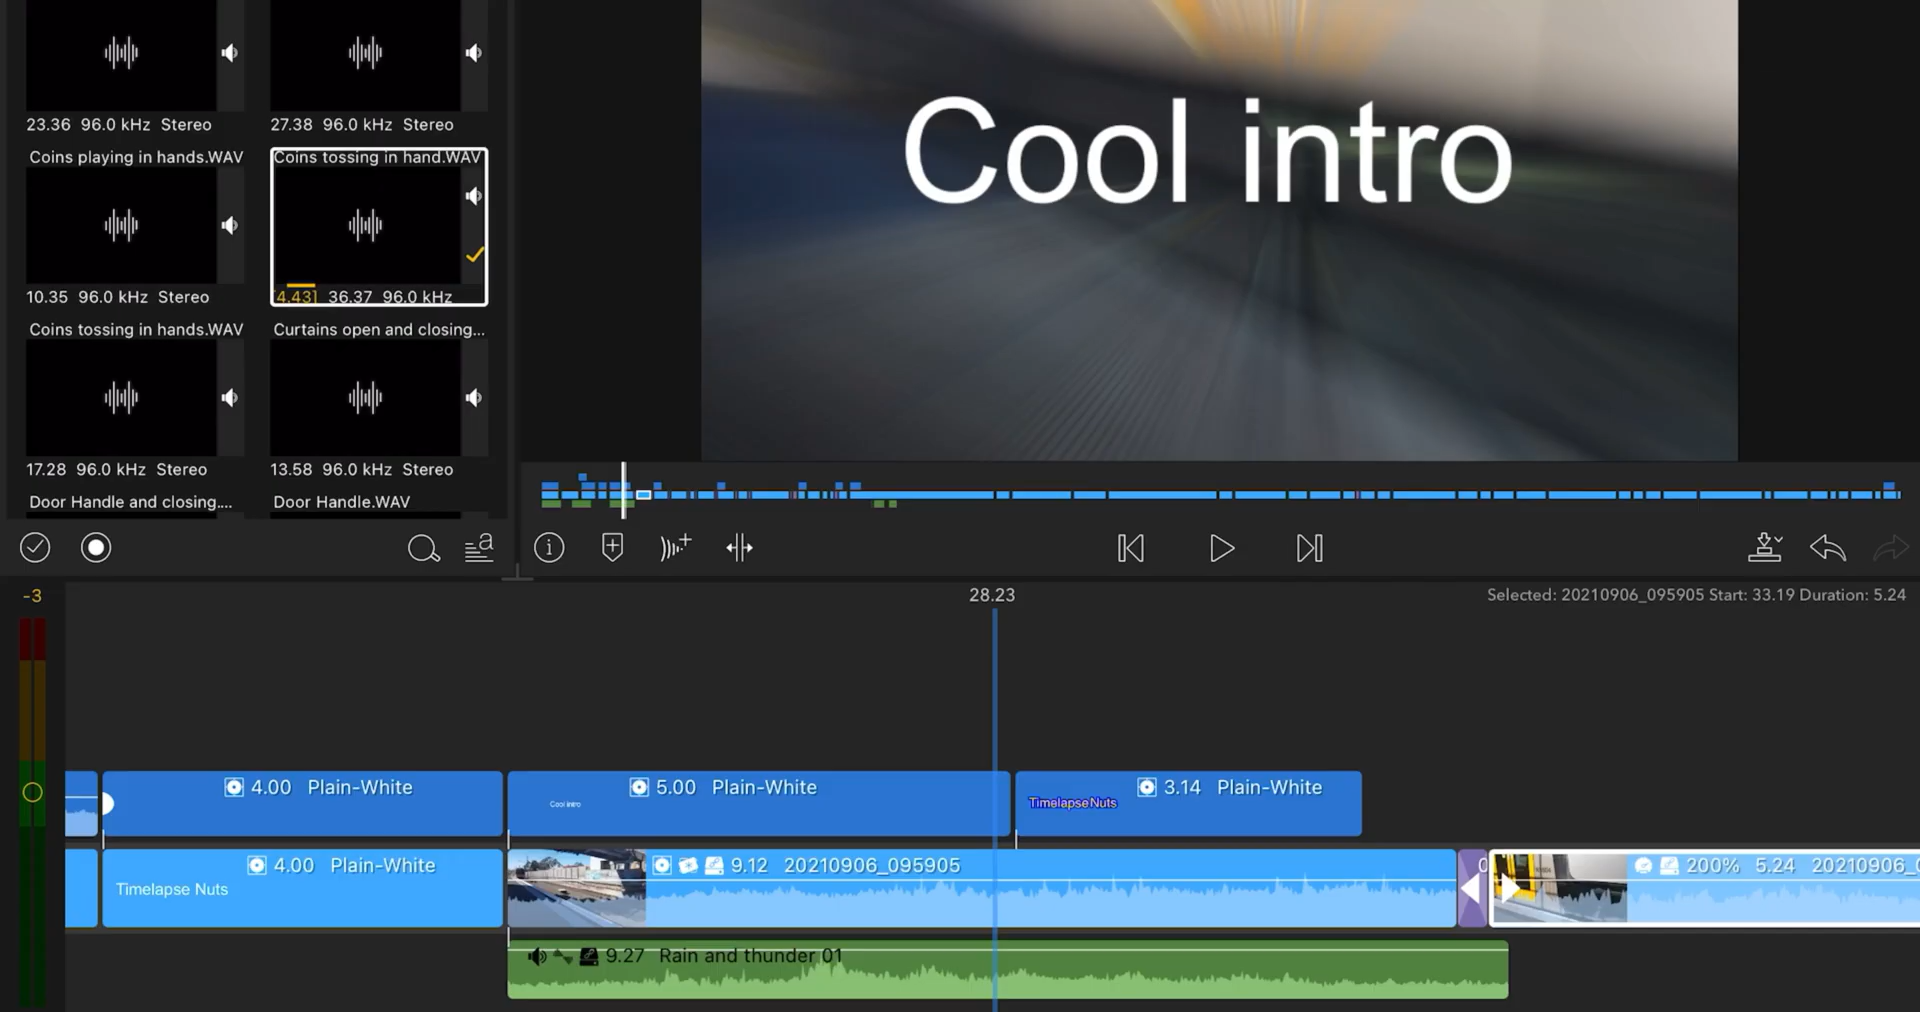 23.36 96.0 kHz Stereo
27.38 96.0 kHz Stereo
Coins playing in hands.WAV
Coins tossing in hand.WAV
10.35 96.0 kHz Stereo
[4.43] 36.37 96.0 kHz
Coins tossing in hands.WAV
Curtains open and closing...
17.28 96.0 kHz Stereo
13.58 96.0 kHz Stereo
Door Handle and closing....
Door Handle.WAV
Cool intro
-3
28.23
Selected: 20210906_095905 Start: 33.19 Duration: 5.24
4.00 Plain-White
Cool intro
5.00 Plain-White
Timelapse Nuts
3.14 Plain-White
Timelapse Nuts
4.00 Plain-White
9.12 20210906_095905
0
200% 5.24 20210906_
9.27 Rain and thunder 01